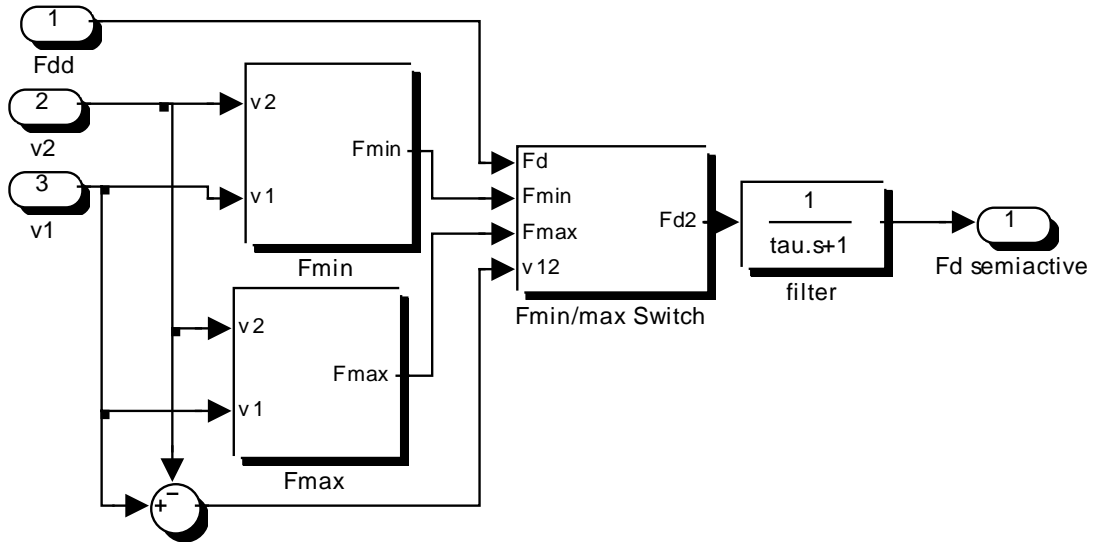 1
Fdd
2
v2
3
v1
v2
v1
Fmin
Fmin
v2
v1
Fmax
Fmax
+
−
Fd
Fmin
Fmax
v12
Fd2
Fmin/max Switch
1
tau.s+1
filter
1
Fd semiactive